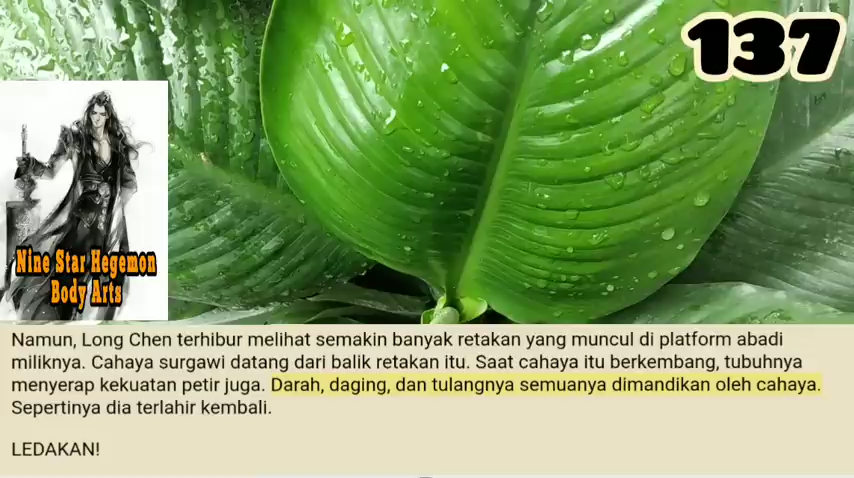 137
Nine Star Hegemon
Body Arts
Namun, Long Chen terhibur melihat semakin banyak retakan yang muncul di platform abadi
miliknya. Cahaya surgawi datang dari balik retakan itu. Saat cahaya itu berkembang, tubuhnya
menyerap kekuatan petir juga. Darah, daging, dan tulangnya semuanya dimandikan oleh cahaya.
Sepertinya dia terlahir kembali.
LEDAKAN!